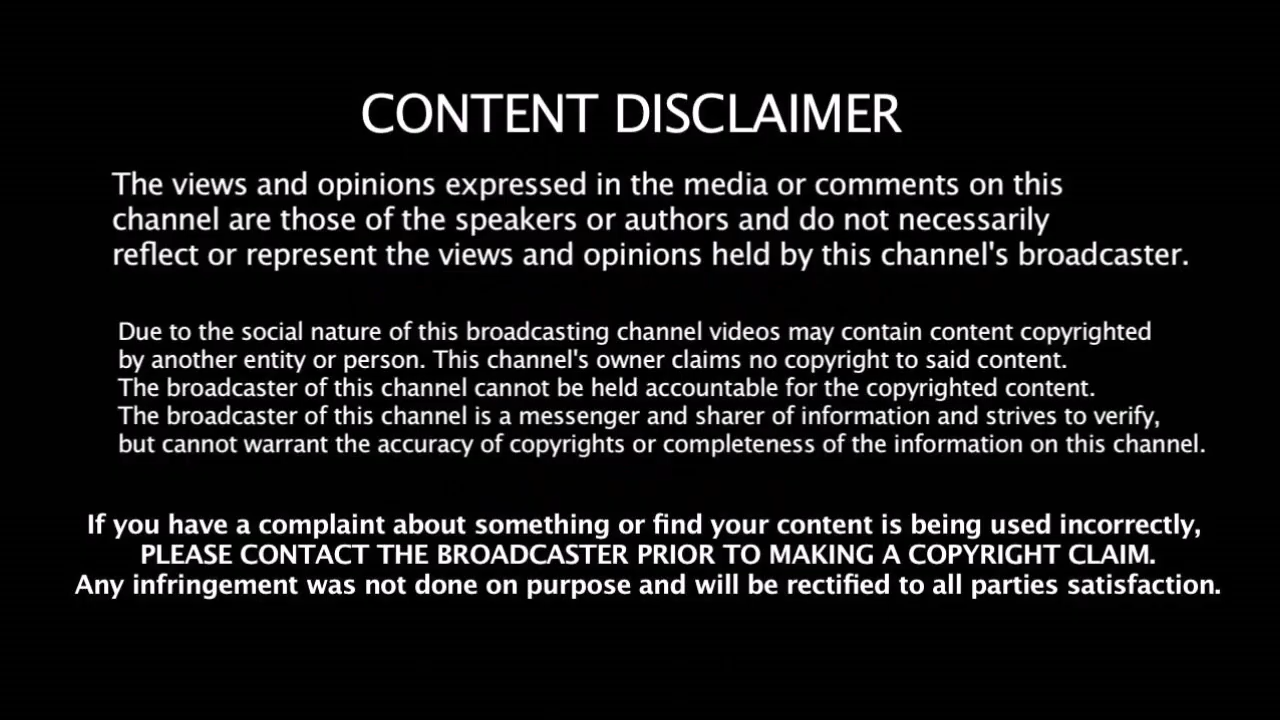 CONTENT DISCLAIMER
The views and opinions expressed in the media or comments on this
channel are those of the speakers or authors and do not necessarily
reflect or represent the views and opinions held by this channel's broadcaster.
Due to the social nature of this broadcasting channel videos may contain content copyrighted
by another entity or person. This channel's owner claims no copyright to said content.
The broadcaster of this channel cannot be held accountable for the copyrighted content.
The broadcaster of this channel is a messenger and sharer of information and strives to verify,
but cannot warrant the accuracy of copyrights or completeness of the information on this channel.
If you have a complaint about something or find your content is being used incorrectly,
PLEASE CONTACT THE BROADCASTER PRIOR TO MAKING A COPYRIGHT CLAIM.
Any infringement was not done on purpose and will be rectified to all parties satisfaction.